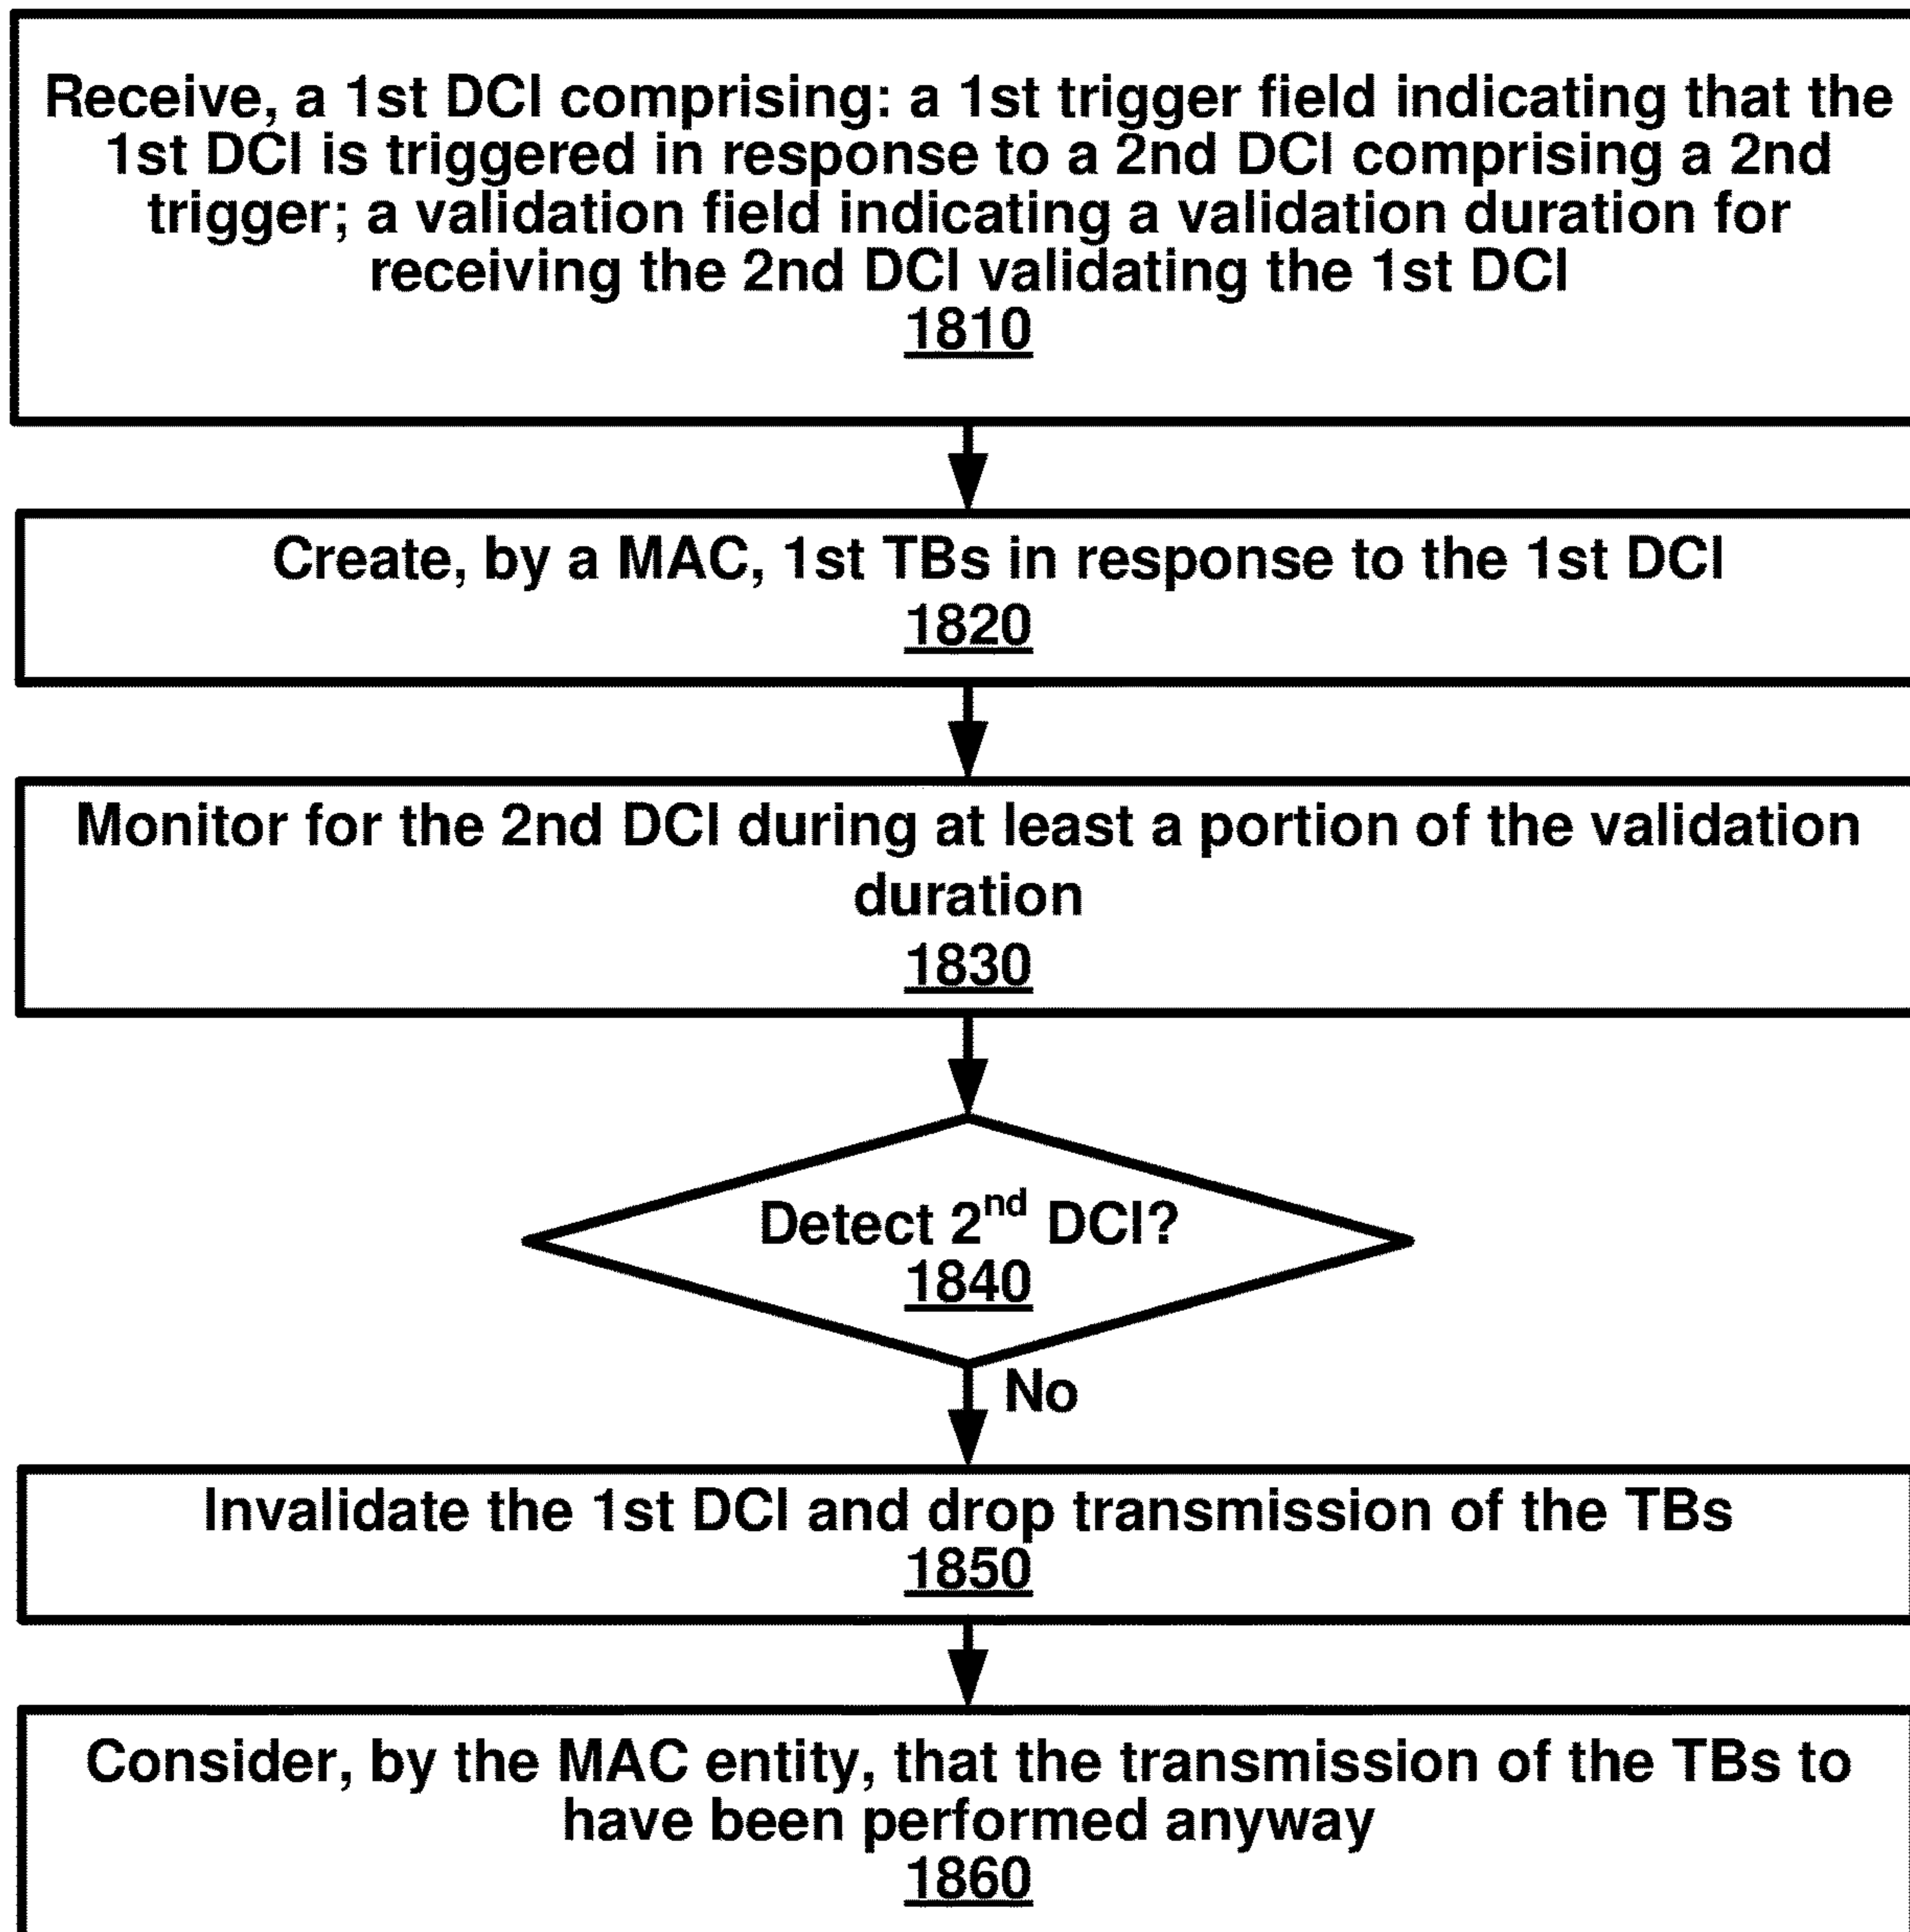 Receive, a 1st DCI comprising: a 1st trigger field indicating that the
1st DCI is triggered in response to a 2nd DCI comprising a 2nd
trigger; a validation field indicating a validation duration for
receiving the 2nd DCI validating the 1st DCI
1810
Create, by a MAC, 1st TBs in response to the 1st DCI
1820
Monitor for the 2nd DCI during at least a portion of the validation
duration
1830
Detect 2nd DCI?
1840
No
Invalidate the 1st DCI and drop transmission of the TBs
1850
Consider, by the MAC entity, that the transmission of the TBs to
have been performed anyway
1860